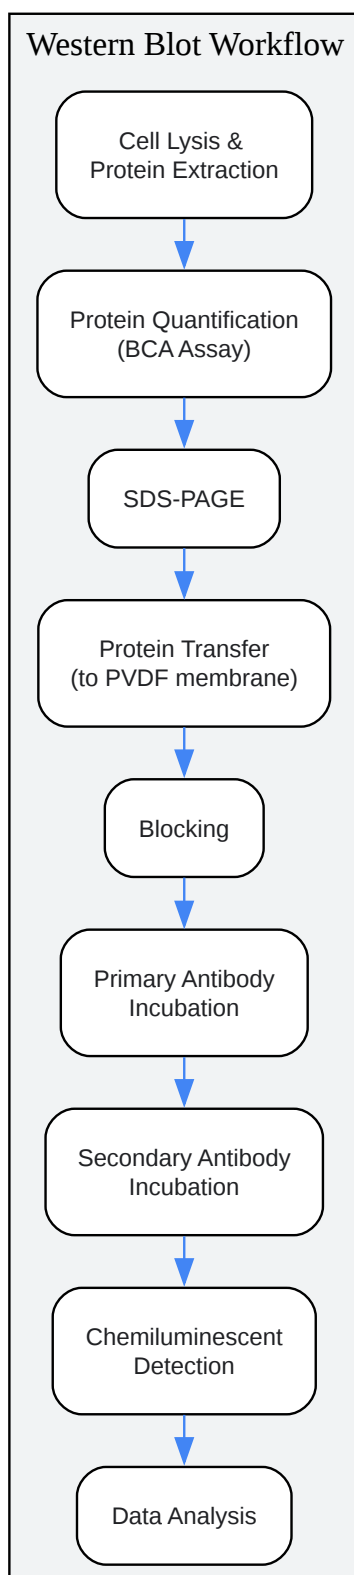 Western Blot Workflow
Cell Lysis &
Protein Extraction
Protein Quantification
(BCA Assay)
SDS-PAGE
Protein Transfer
(to PVDF membrane)
Blocking
Primary Antibody
Incubation
Secondary Antibody
Incubation
Chemiluminescent
Detection
Data Analysis